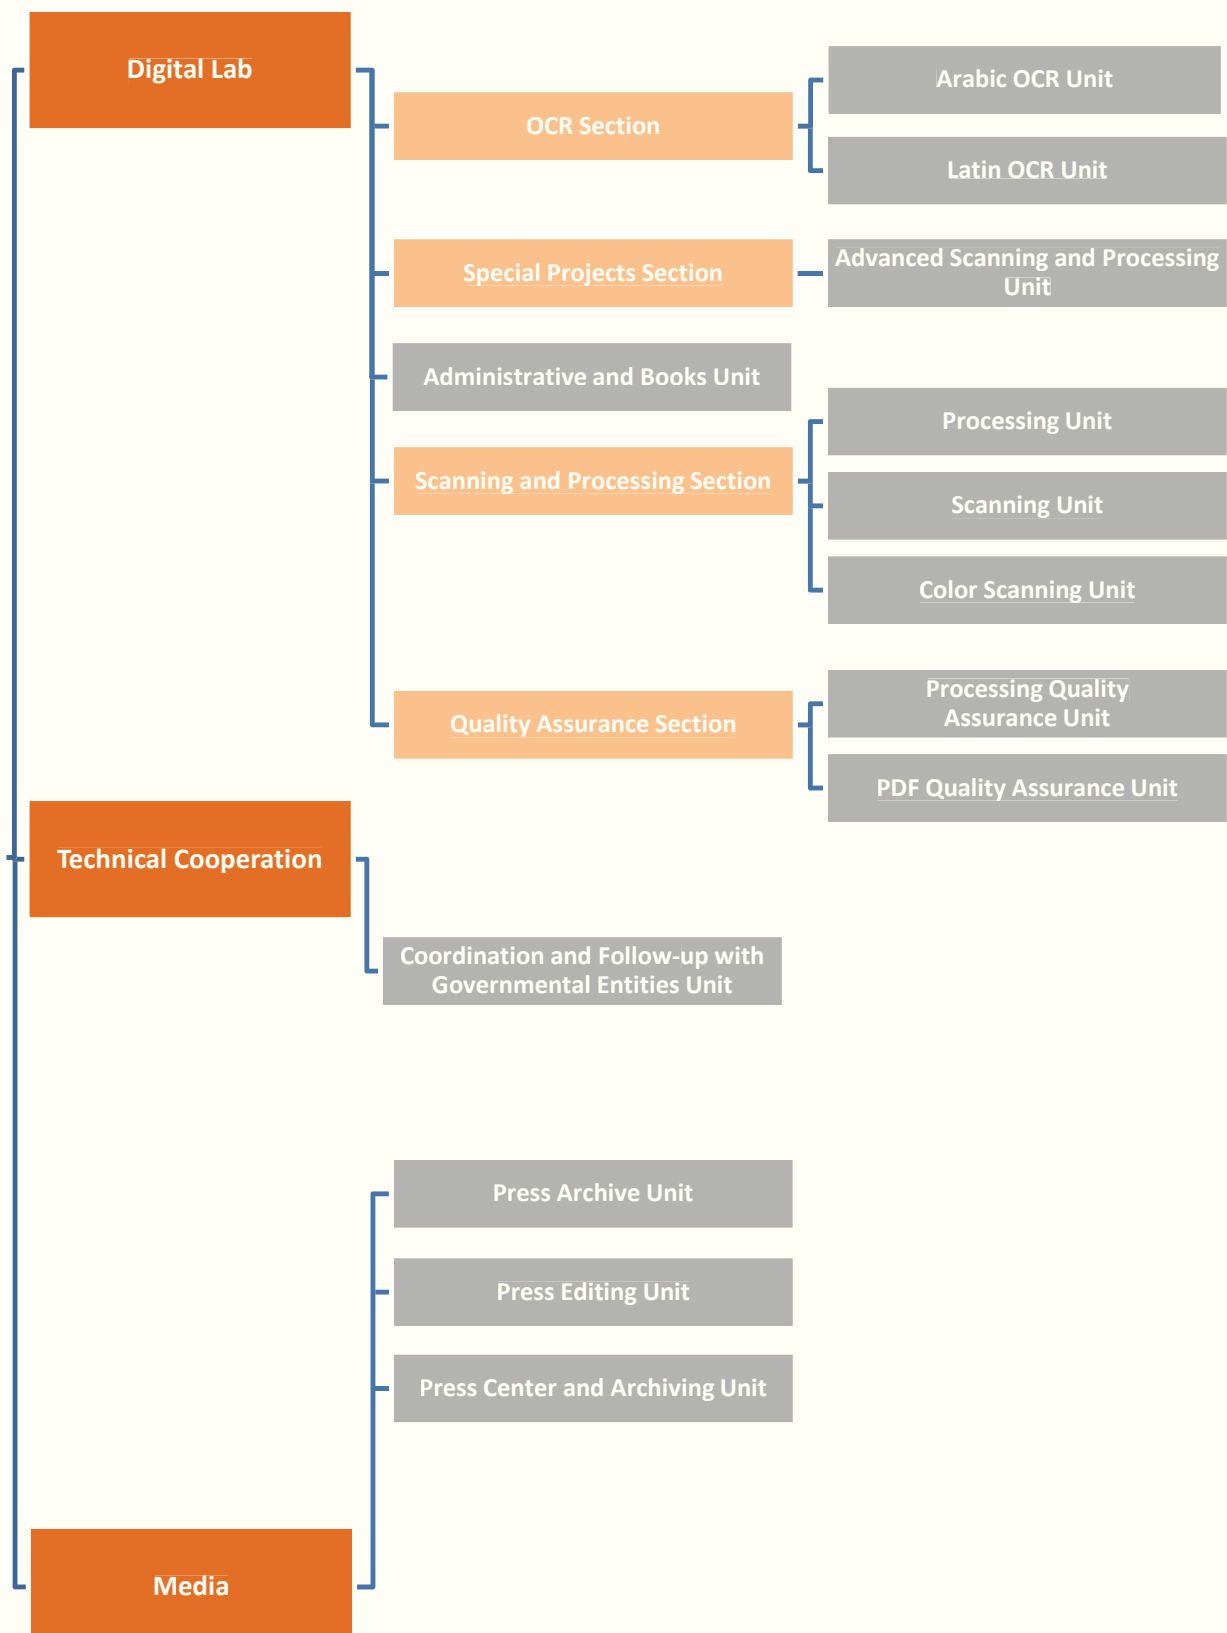 Digital Lab
OCR Section
Arabic OCR Unit
Latin OCR Unit
Special Projects Section
Advanced Scanning and Processing
Unit
Administrative and Books Unit
Scanning and Processing Section
Processing Unit
Scanning Unit
Color Scanning Unit
Quality Assurance Section
Processing Quality
Assurance Unit
PDF Quality Assurance Unit
Technical Cooperation
Coordination and Follow-up with
Governmental Entities Unit
Press Archive Unit
Press Editing Unit
Press Center and Archiving Unit
Media